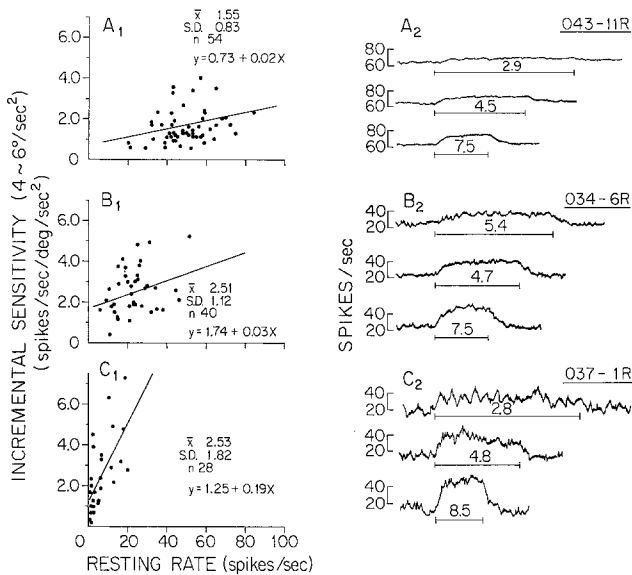 INCREMENTAL SENSITIVITY (4 ~ 6°/sec²)
(spikes/sec/deg/sec²)
A1
6.0
4.0
2.0
x̄ 1.55
S.D. 0.83
n 54
y = 0.73 + 0.02X
0 20 40 60 80 100
B1
6.0
4.0
2.0
x̄ 2.51
S.D. 1.12
n 40
y = 1.74 + 0.03X
C1
6.0
4.0
2.0
x̄ 2.53
S.D. 1.82
n 28
y = 1.25 + 0.19X
0 20 40 60 80 100
RESTING RATE (spikes/sec)
SPIKES/sec
A2
043-11R
80
60
2.9
80
60
4.5
80
60
7.5
B2
034-6R
40
20
5.4
40
20
4.7
40
20
7.5
C2
037-1R
40
20
2.8
40
20
4.8
40
20
8.5